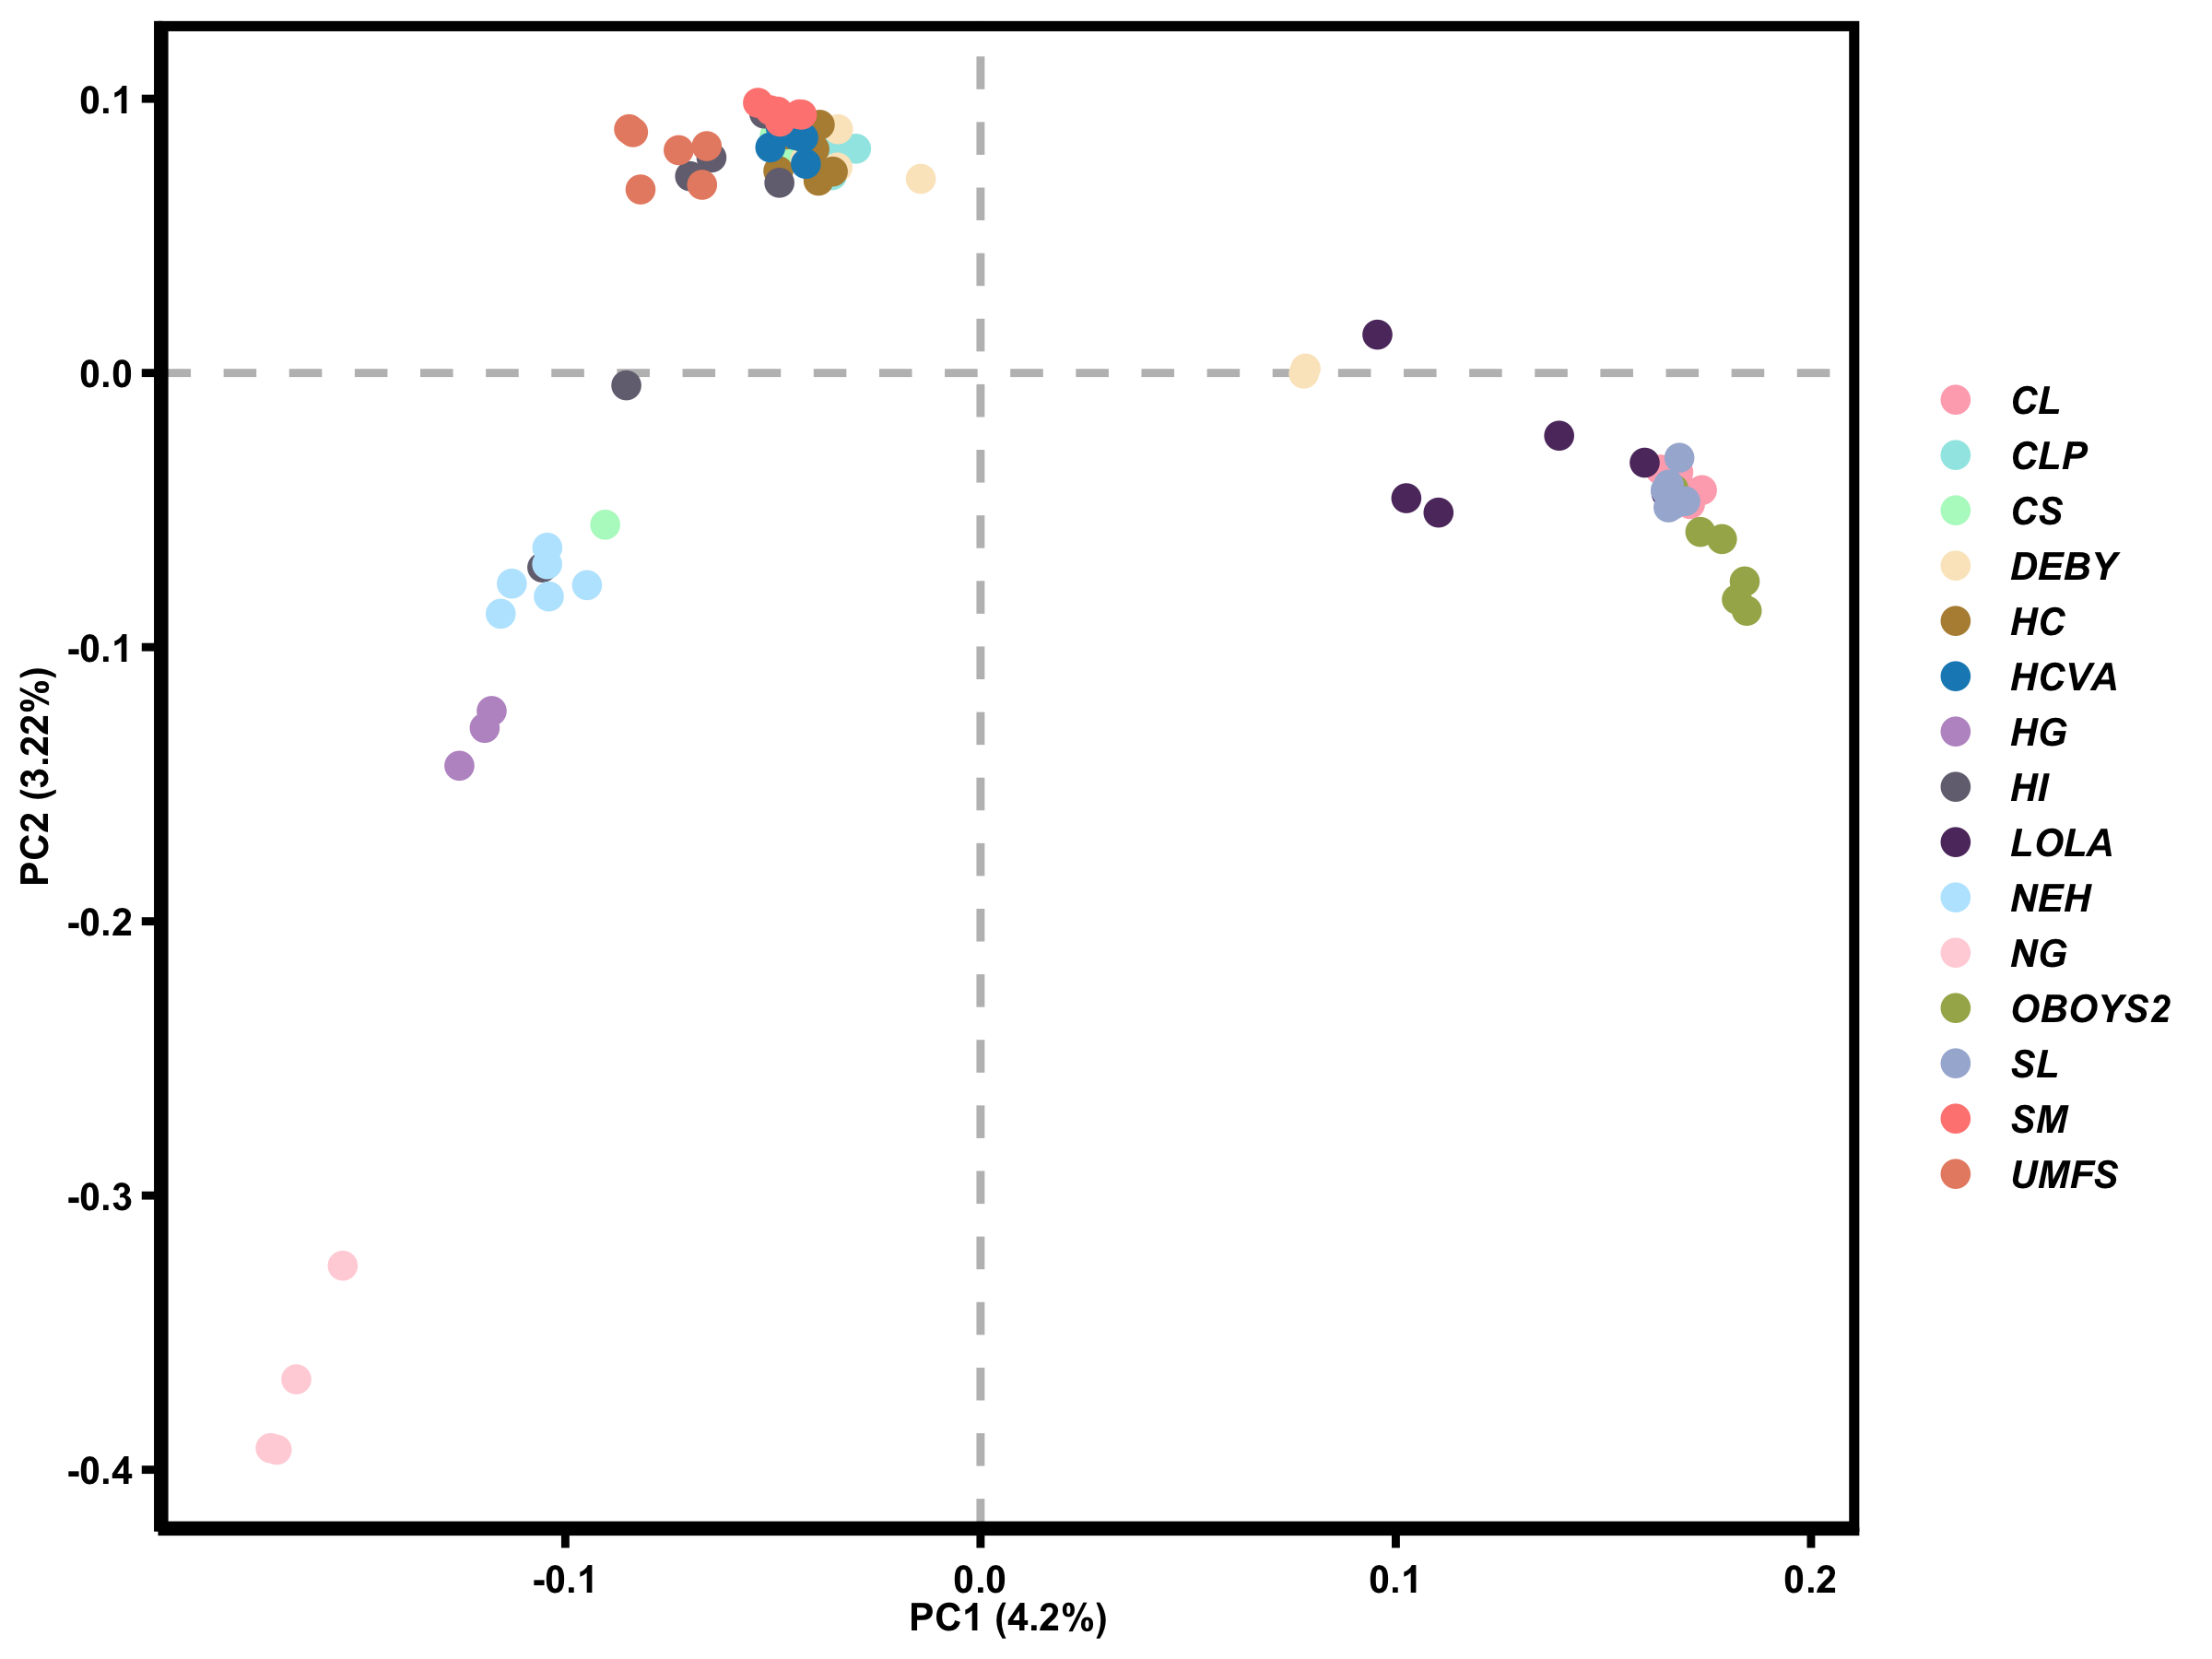 0.1
0.0
-0.1
-0.2
-0.3
-0.4
PC2 (3.22%)
-0.1
0.0
0.1
0.2
PC1 (4.2%)
CL
CLP
CS
DEBY
HC
HCVA
HG
HI
LOLA
NEH
NG
OBOYS2
SL
SM
UMFS